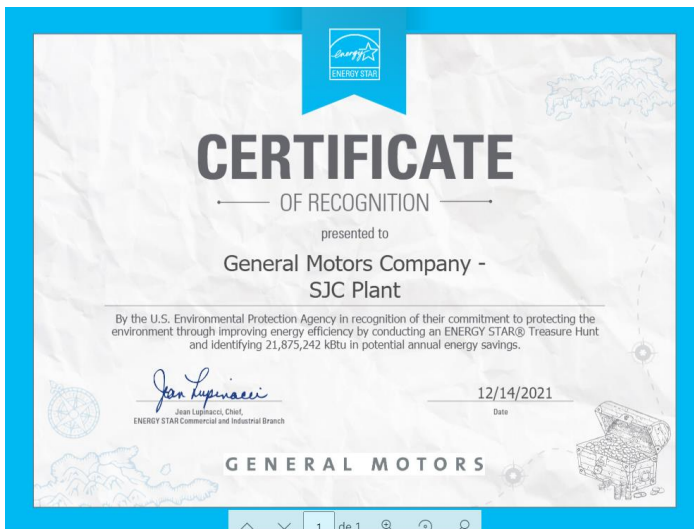 energy
ENERGY STAR
CERTIFICATE
OF RECOGNITION
presented to
General Motors Company -
SJC Plant
By the U.S. Environmental Protection Agency in recognition of their commitment to protecting the
environment through improving energy efficiency by conducting an ENERGY STAR® Treasure Hunt
and identifying 21,875,242 kBtu in potential annual energy savings.
Jean Lupinacci
12/14/2021
Jean Lupinacci, Chief,
ENERGY STAR Commercial and Industrial Branch
Date
GENERAL MOTORS
1 de 1